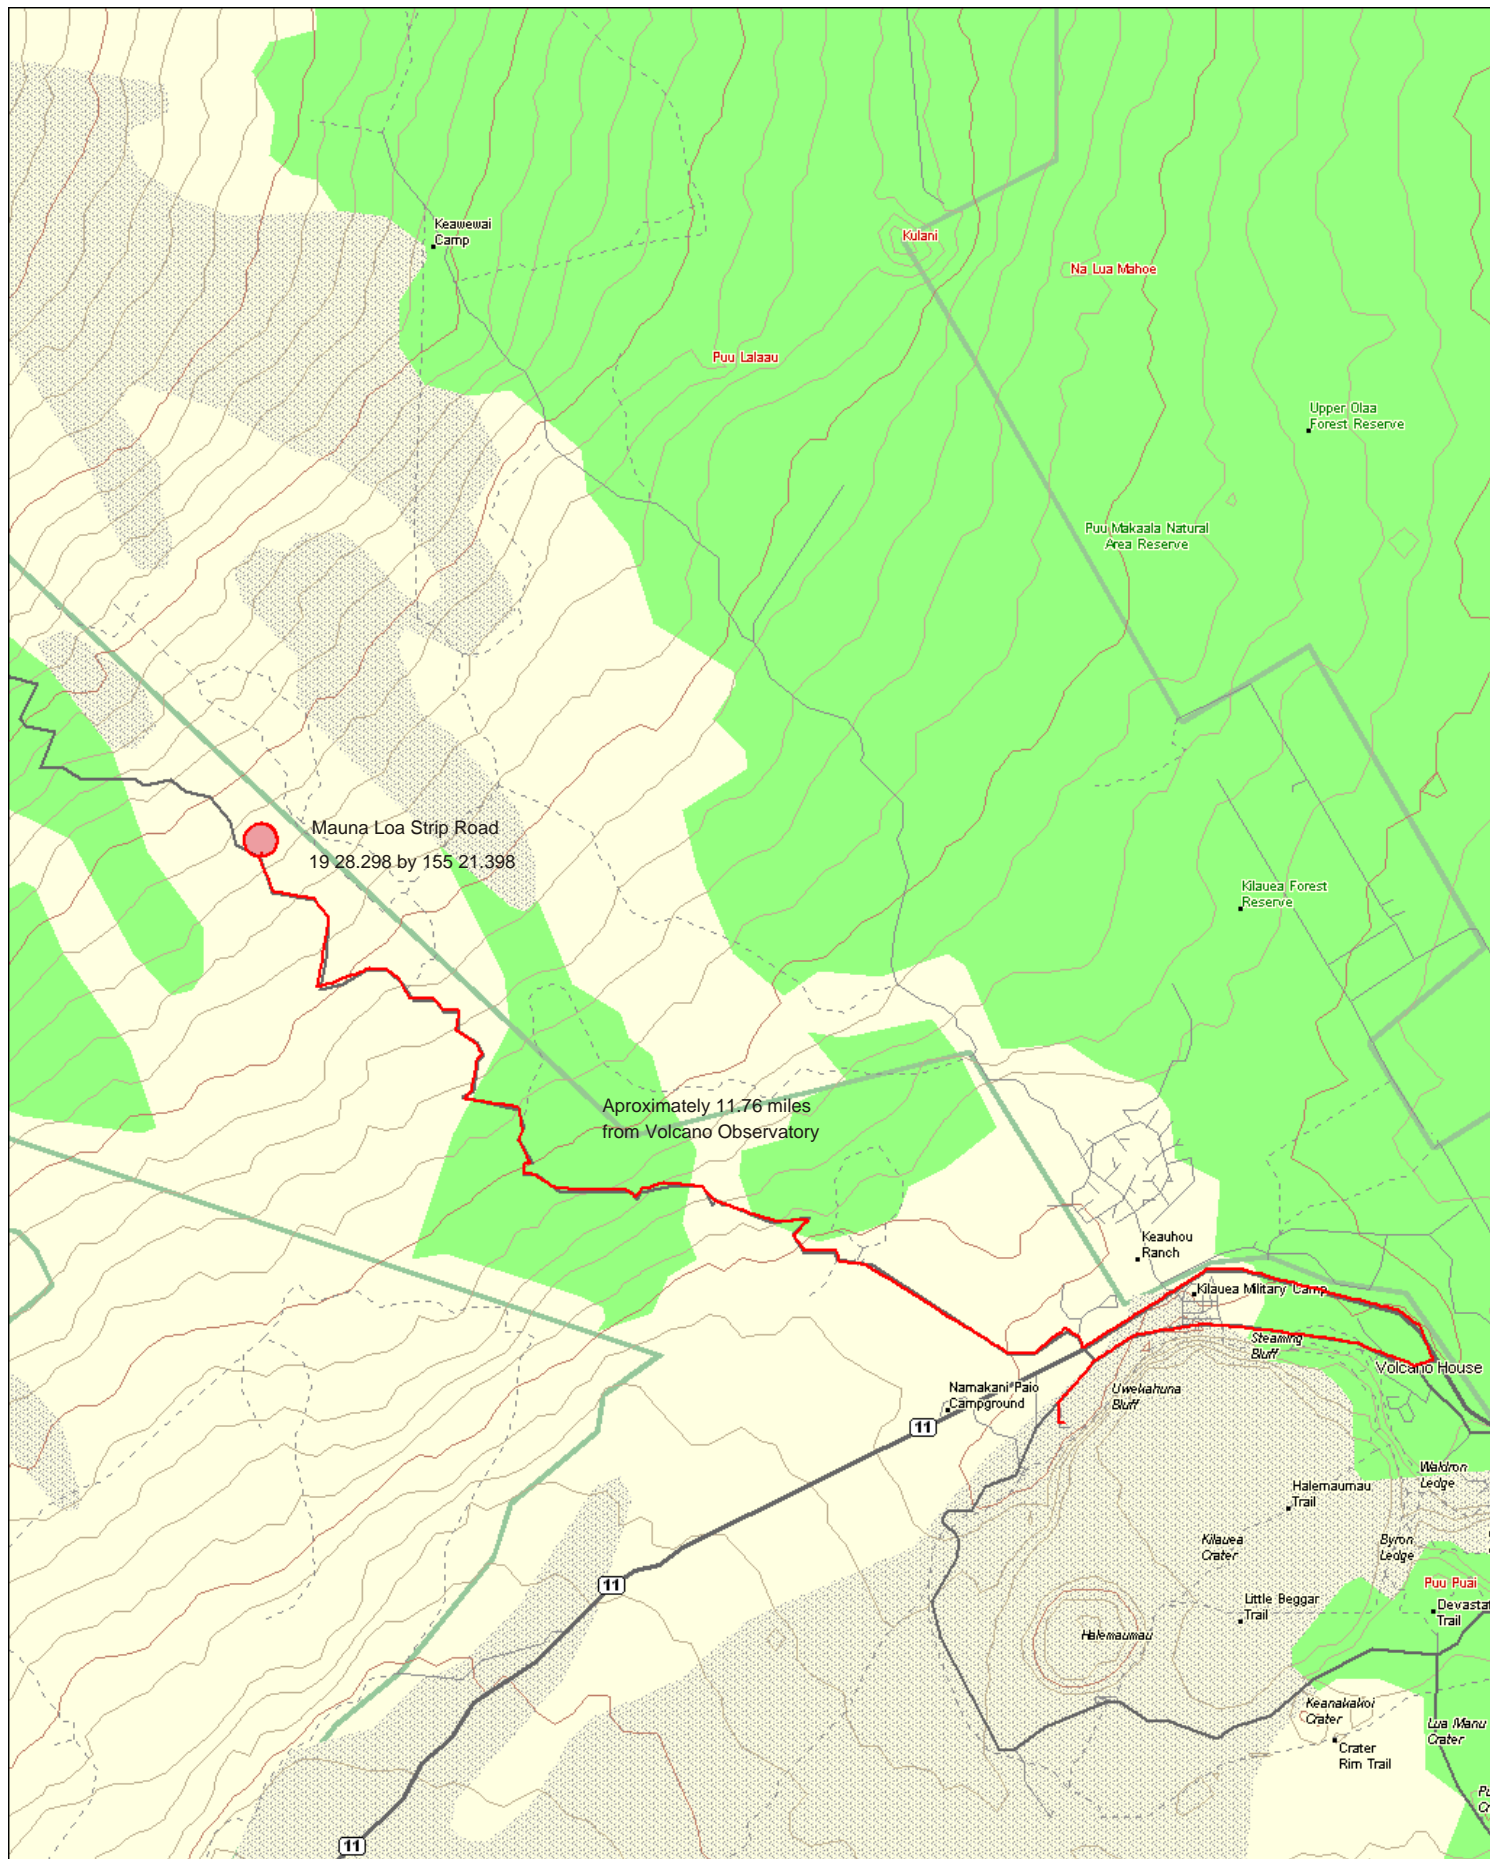 Keawewai
Camp
Kulani
Na Lua Mahoe
Puu Lalaau
Upper Olaa
Forest Reserve
Puu Makaala Natural
Area Reserve
Mauna Loa Strip Road
19 28.298 by 155 21.398
Kilauea Forest
Reserve
Aproximately 11.76 miles
from Volcano Observatory
Keauhou
Ranch
Kilauea Military Camp
Steaming
Bluff
Volcano House
Uwekahuna
Bluff
Namakani Paio
Campground
11
Waldron
Ledge
Halemaumau
Trail
Kilauea
Crater
Byron
Ledge
11
Puu Puai
Devastat
Trail
Little Beggar
Trail
Halemaumau
Keanakakoi
Crater
Lua Manu
Crater
Crater
Rim Trail
Pu
Cr
11